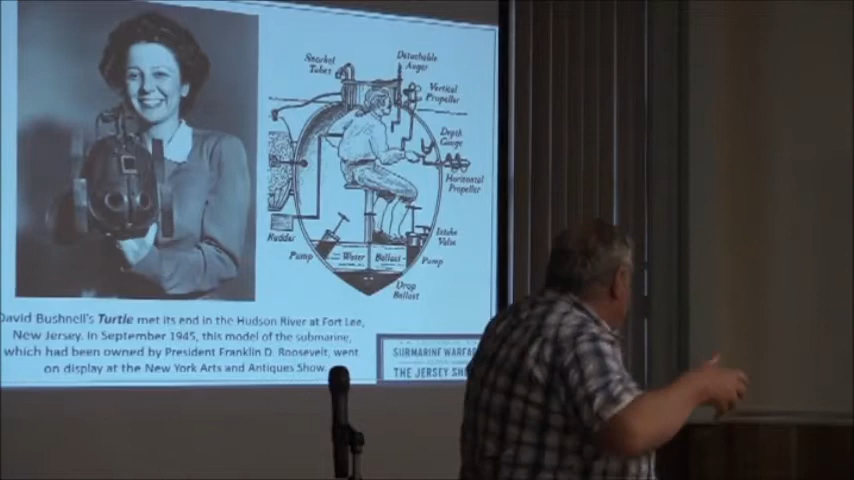 Snorkel
Tubes
Detachable
Auger
Vertical
Propeller
Depth
Gauge
Horizontal
Propeller
Rudder
Intake
Valve
Pump
Water
Ballast
Pump
Drop
Ballast
David Bushnell's Turtle met its end in the Hudson River at Fort Lee,
New Jersey. In September 1945, this model of the submarine,
which had been owned by President Franklin D. Roosevelt, went
on display at the New York Arts and Antiques Show.
SUBMARINE
THE JERSEY